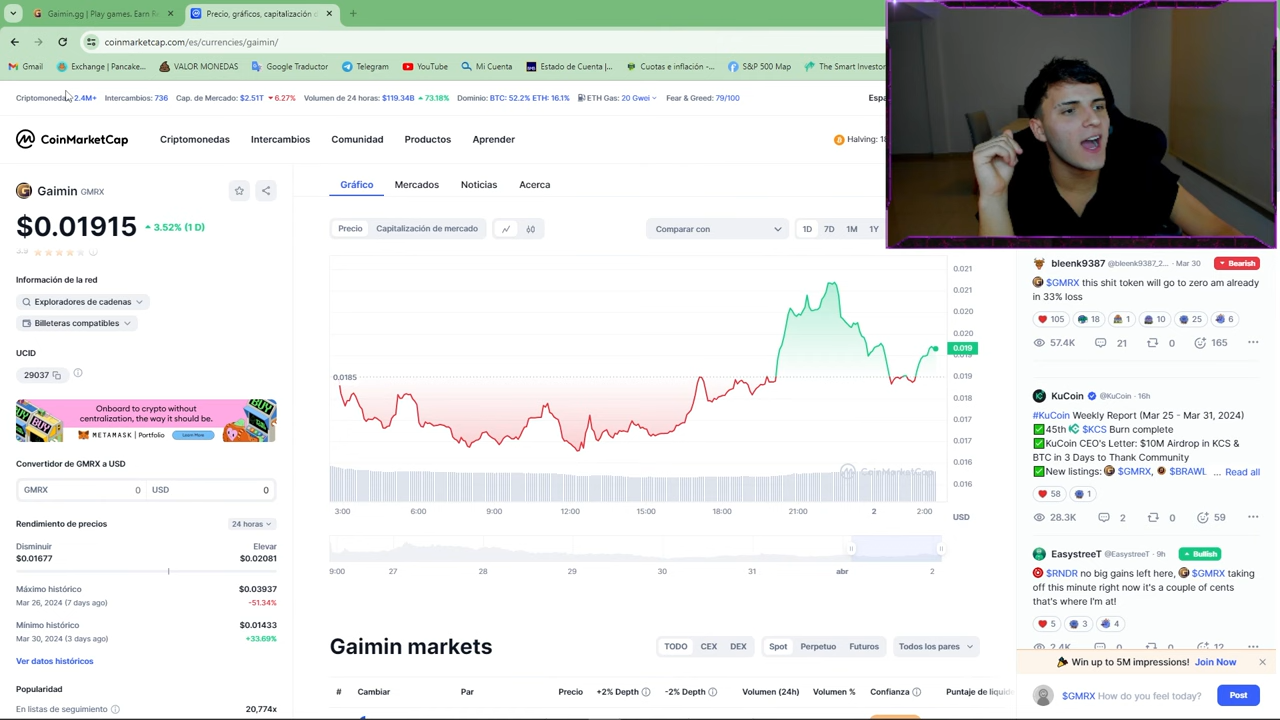 Gaimin.gg | Play games. Earn R
Precio, gráficos, capitalización d
coinmarketcap.com/es/currencies/gaimin/
Gmail
Exchange | Pancake...
VALOR MONEDAS
Google Traductor
Telegram
YouTube
Mi Cuenta
Estado de Cuenta |...
Cuotas e inflación -...
S&P 500 Map
The Smart Investor
Criptomonedas: 2.4M+ Intercambios: 736 Cap. de Mercado: $2.51T 6.27% Volumen de 24 horas: $119.34B 73.18% Dominio: BTC: 52.2% ETH: 16.1% ETH Gas: 20 Gwei Fear & Greed: 79/100
CoinMarketCap
Criptomonedas
Intercambios
Comunidad
Productos
Aprender
Halving: 18
Gaimin GMRX
$0.01915 3.52% (1 D)
Información de la red
Exploradores de cadenas
Billeteras compatibles
UCID
29037
Onboard to crypto without
centralization, the way it should be.
METAMASK | Portfolio
Learn More
Convertidor de GMRX a USD
GMRX 0 USD 0
Rendimiento de precios 24 horas
Disminuir Elevar
$0.01677 $0.02081
Máximo histórico $0.03937
Mar 26, 2024 (7 days ago) -51.34%
Mínimo histórico $0.01433
Mar 30, 2024 (3 days ago) +33.69%
Ver datos históricos
Popularidad
En listas de seguimiento 20,774x
Gráfico Mercados Noticias Acerca
Precio Capitalización de mercado
Comparar con
1D 7D 1M 1Y
0.021
0.021
0.020
0.020
0.019
0.019
0.018
0.017
0.017
0.016
0.016
0.0185
CoinMarketCap
3:00 6:00 9:00 12:00 15:00 18:00 21:00 2 2:00 USD
9:00 27 28 29 30 31 abr 2
Gaimin markets
TODO CEX DEX
Spot Perpetuo Futuros
Todos los pares
# Cambiar Par Precio +2% Depth -2% Depth Volumen (24h) Volumen % Confianza Puntaje de liquide
bleenk9387 @bleenk9387_2... · Mar 30 Bearish
$GMRX this shit token will go to zero am already
in 33% loss
105 18 1 10 25 6
57.4K 21 0 165
KuCoin @KuCoin · 16h
#KuCoin Weekly Report (Mar 25 - Mar 31, 2024)
45th $KCS Burn complete
KuCoin CEO's Letter: $10M Airdrop in KCS &
BTC in 3 Days to Thank Community
New listings: $GMRX, $BRAWL ... Read all
58 1
28.3K 2 0 59
EasystreeT @EasystreeT · 9h Bullish
$RNDR no big gains left here, $GMRX taking
off this minute right now it's a couple of cents
that's where I'm at!
5 3 4
2.4K 0 0 12
Win up to 5M impressions! Join Now
$GMRX How do you feel today? Post